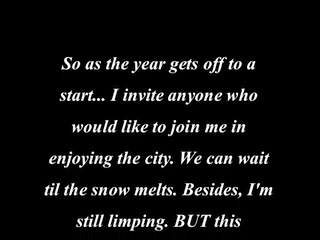 So as the year gets off to a
start... I invite anyone who
would like to join me in
enjoying the city. We can wait
til the snow melts. Besides, I'm
still limping. BUT this